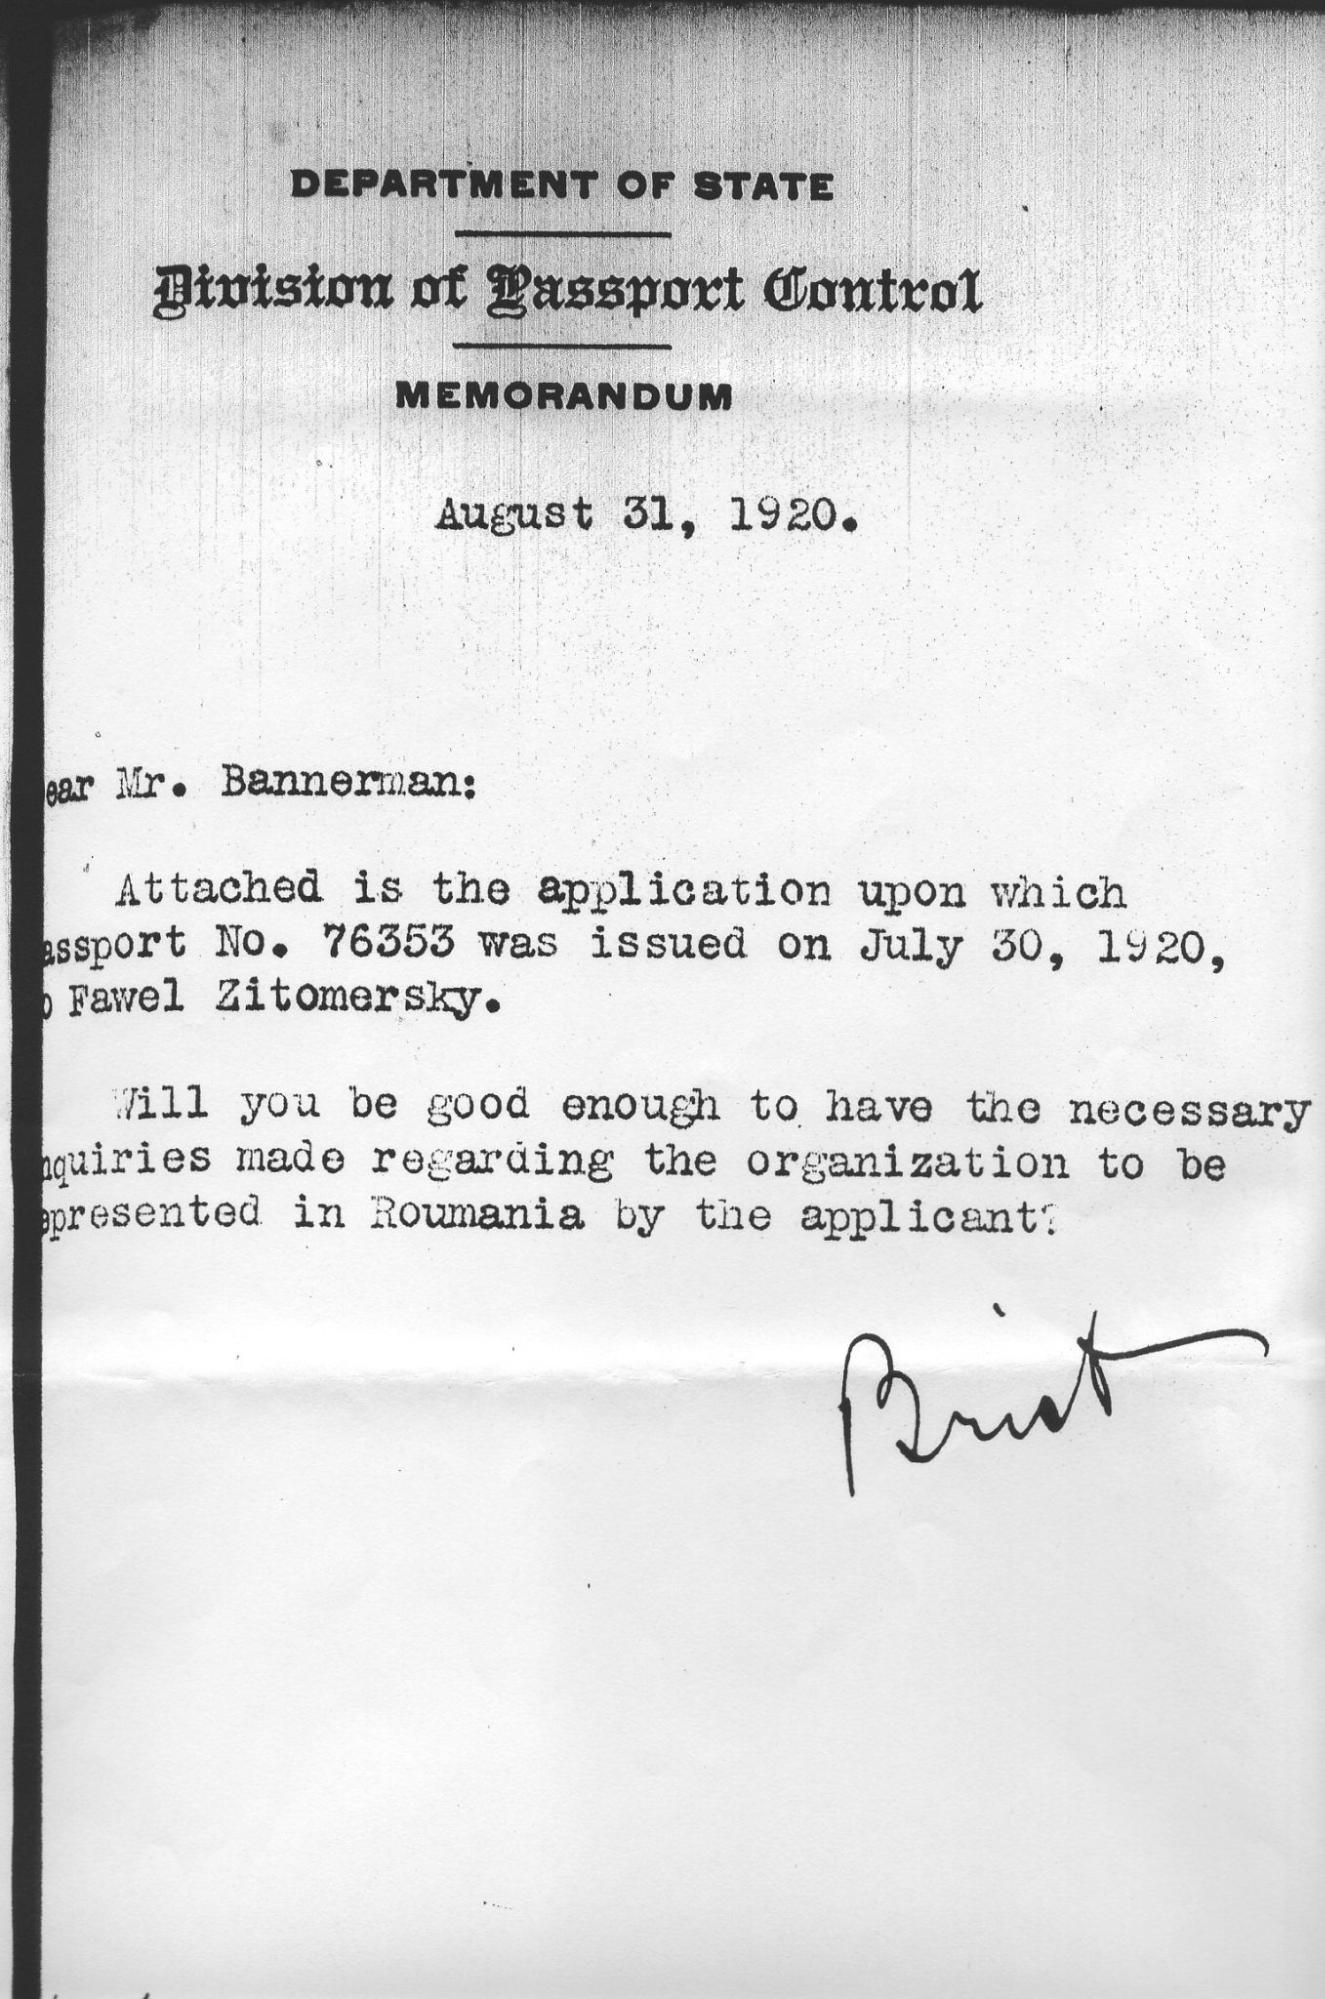 DEPARTMENT OF STATE
Division of Passport Control
MEMORANDUM
August 31, 1920.
ear Mr. Bannerman:
Attached is the application upon which
assport No. 76353 was issued on July 30, 1920,
o Fawel Zitomersky.
Will you be good enough to have the necessary
nquiries made regarding the organization to be
epresented in Roumania by the applicant?